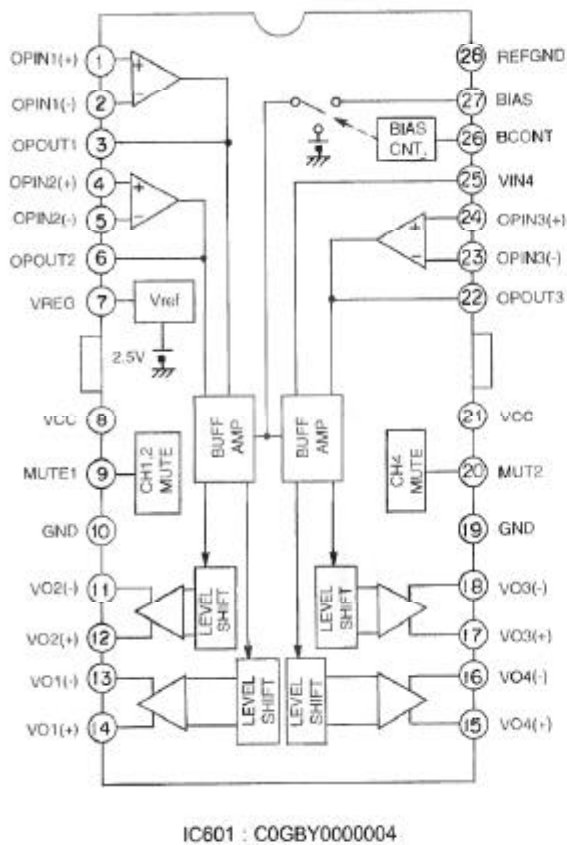 OPIN1(+) 1
OPIN1(-) 2
OPOUT1 3
OPIN2(+) 4
OPIN2(-) 5
OPOUT2 6
VREG 7
Vref
2.5V
VCC 8
MUTE1 9
CH1,2 MUTE
GND 10
VO2(-) 11
VO2(+) 12
VO1(-) 13
VO1(+) 14
+
-
+
-
BUFF AMP
BUFF AMP
LEVEL SHIFT
LEVEL SHIFT
LEVEL SHIFT
LEVEL SHIFT
28 REFGND
27 BIAS
BIAS CNT.
26 BCONT
25 VIN4
24 OPIN3(+)
23 OPIN3(-)
+
-
22 OPOUT3
21 VCC
CH4 MUTE
20 MUT2
19 GND
18 VO3(-)
17 VO3(+)
16 VO4(-)
15 VO4(+)
IC601 : C0GBY0000004